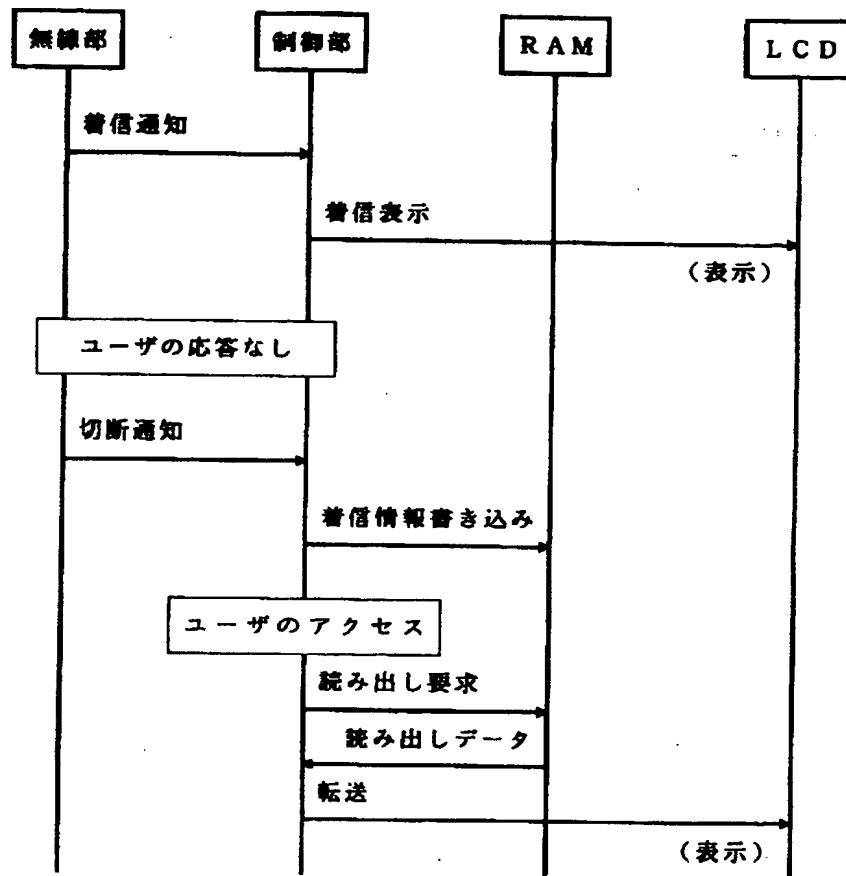 無線部
制御部
RAM
LCD
着信通知
着信表示
(表示)
ユーザの応答なし
切断通知
着信情報書き込み
ユーザのアクセス
読み出し要求
読み出しデータ
転送
(表示)